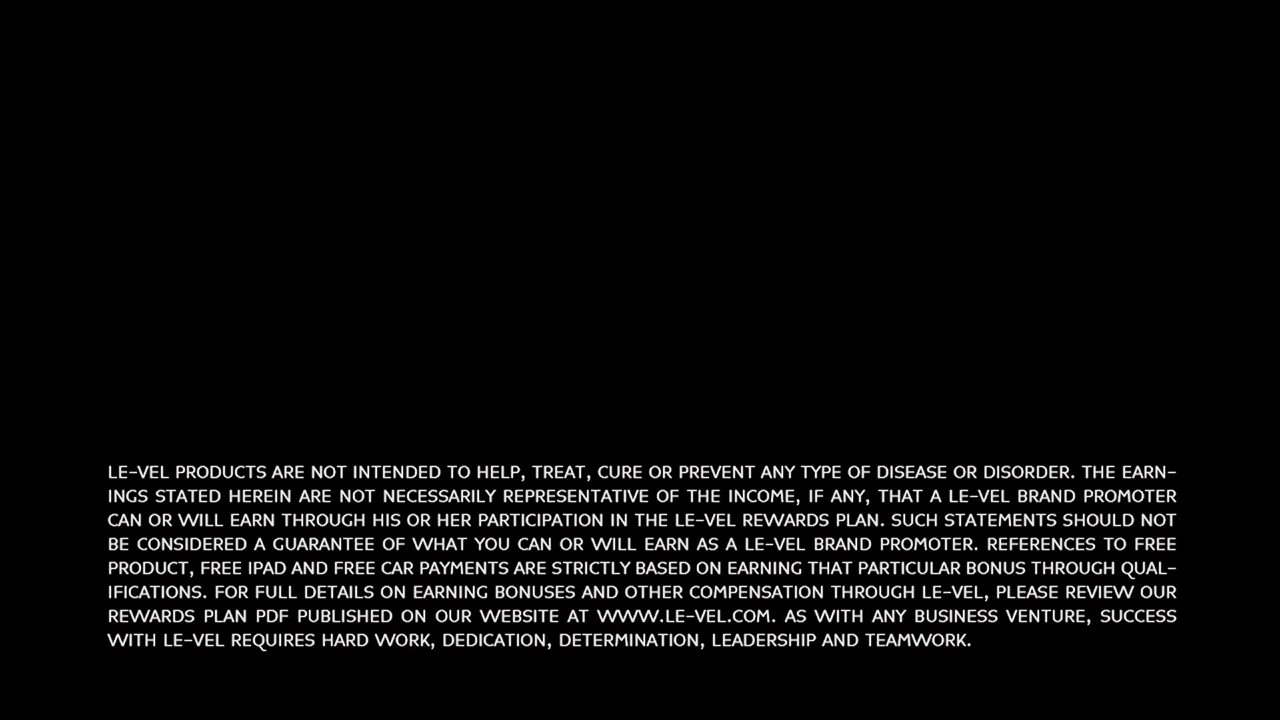 LE-VEL PRODUCTS ARE NOT INTENDED TO HELP, TREAT, CURE OR PREVENT ANY TYPE OF DISEASE OR DISORDER. THE EARN-
INGS STATED HEREIN ARE NOT NECESSARILY REPRESENTATIVE OF THE INCOME, IF ANY, THAT A LE-VEL BRAND PROMOTER
CAN OR WILL EARN THROUGH HIS OR HER PARTICIPATION IN THE LE-VEL REWARDS PLAN. SUCH STATEMENTS SHOULD NOT
BE CONSIDERED A GUARANTEE OF WHAT YOU CAN OR WILL EARN AS A LE-VEL BRAND PROMOTER. REFERENCES TO FREE
PRODUCT, FREE IPAD AND FREE CAR PAYMENTS ARE STRICTLY BASED ON EARNING THAT PARTICULAR BONUS THROUGH QUAL-
IFICATIONS. FOR FULL DETAILS ON EARNING BONUSES AND OTHER COMPENSATION THROUGH LE-VEL, PLEASE REVIEW OUR
REWARDS PLAN PDF PUBLISHED ON OUR WEBSITE AT WWW.LE-VEL.COM. AS WITH ANY BUSINESS VENTURE, SUCCESS
WITH LE-VEL REQUIRES HARD WORK, DEDICATION, DETERMINATION, LEADERSHIP AND TEAMWORK.